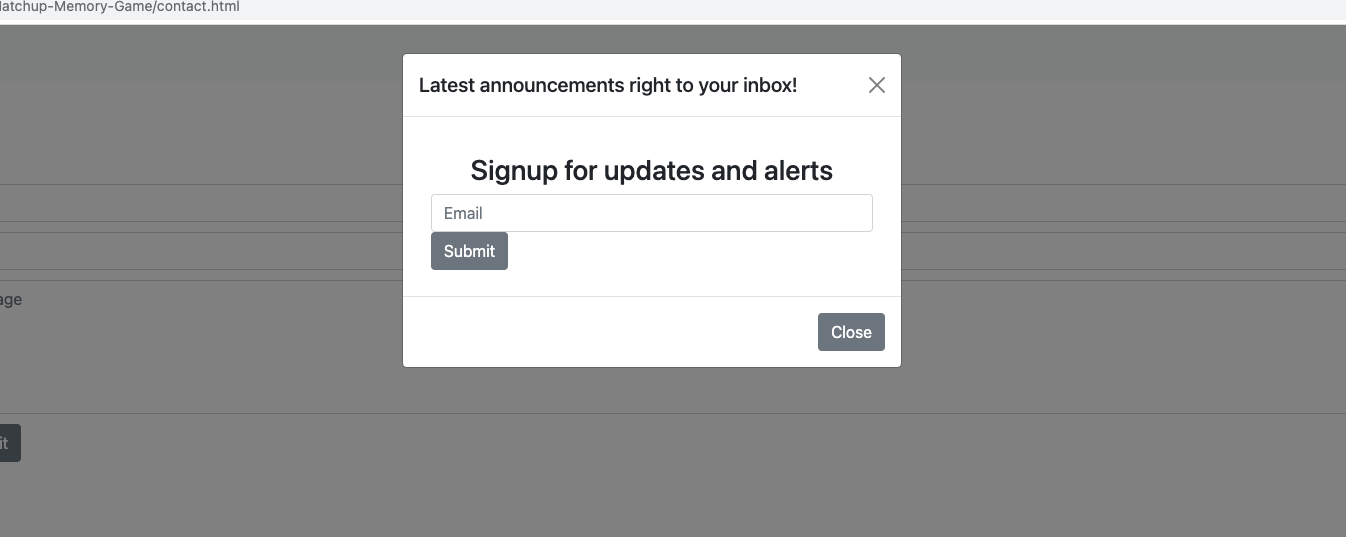 latchup-Memory-Game/contact.html
Latest announcements right to your inbox!
Signup for updates and alerts
Email
Submit
age
Close
it